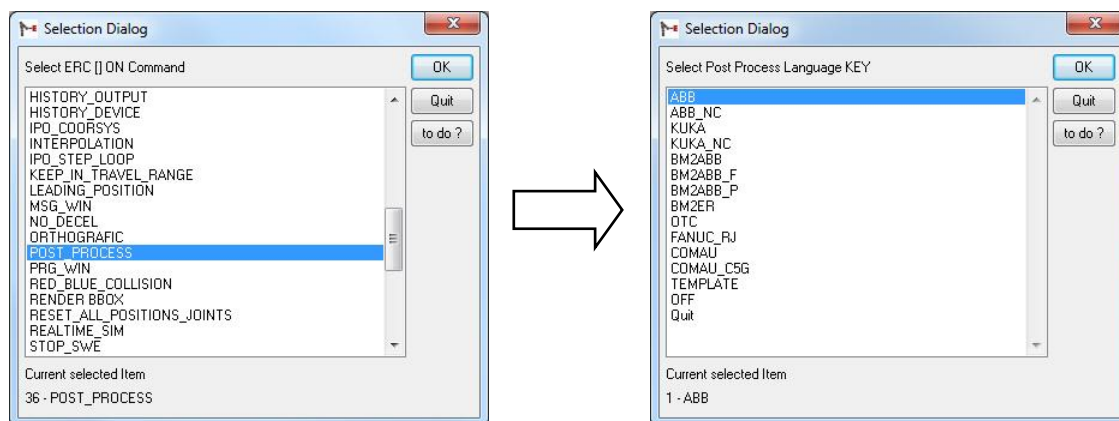 Selection Dialog
Select ERC [] ON Command
OK
HISTORY_OUTPUT
HISTORY_DEVICE
IPO_COORSYS
INTERPOLATION
IPO_STEP_LOOP
KEEP_IN_TRAVEL_RANGE
LEADING_POSITION
MSG_WIN
NO_DECEL
ORTHOGRAFIC
POST_PROCESS
PRG_WIN
RED_BLUE_COLLISION
RENDER BBOX
RESET_ALL_POSITIONS_JOINTS
REALTIME_SIM
STOP_SWE
Quit
to do ?
Current selected Item
36 - POST_PROCESS
Selection Dialog
Select Post Process Language KEY
OK
ABB
ABB_NC
KUKA
KUKA_NC
BM2ABB
BM2ABB_F
BM2ABB_P
BM2ER
OTC
FANUC_RJ
COMAU
COMAU_C5G
TEMPLATE
OFF
Quit
Quit
to do ?
Current selected Item
1 - ABB